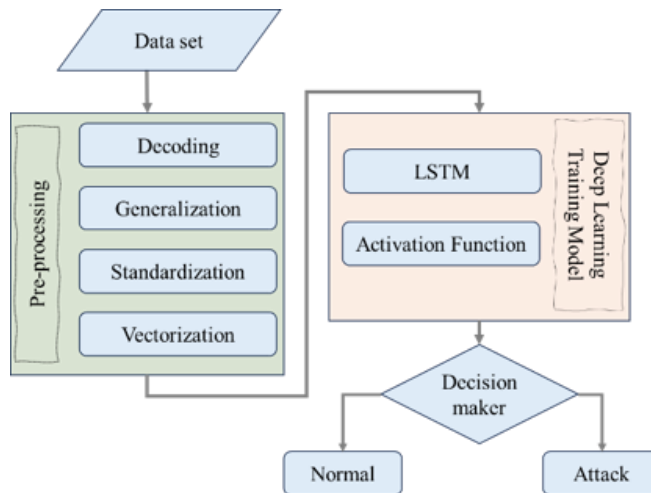 Data set
Pre-processing
Decoding
Generalization
Standardization
Vectorization
LSTM
Activation Function
Deep Learning
Training Model
Decision
maker
Normal
Attack